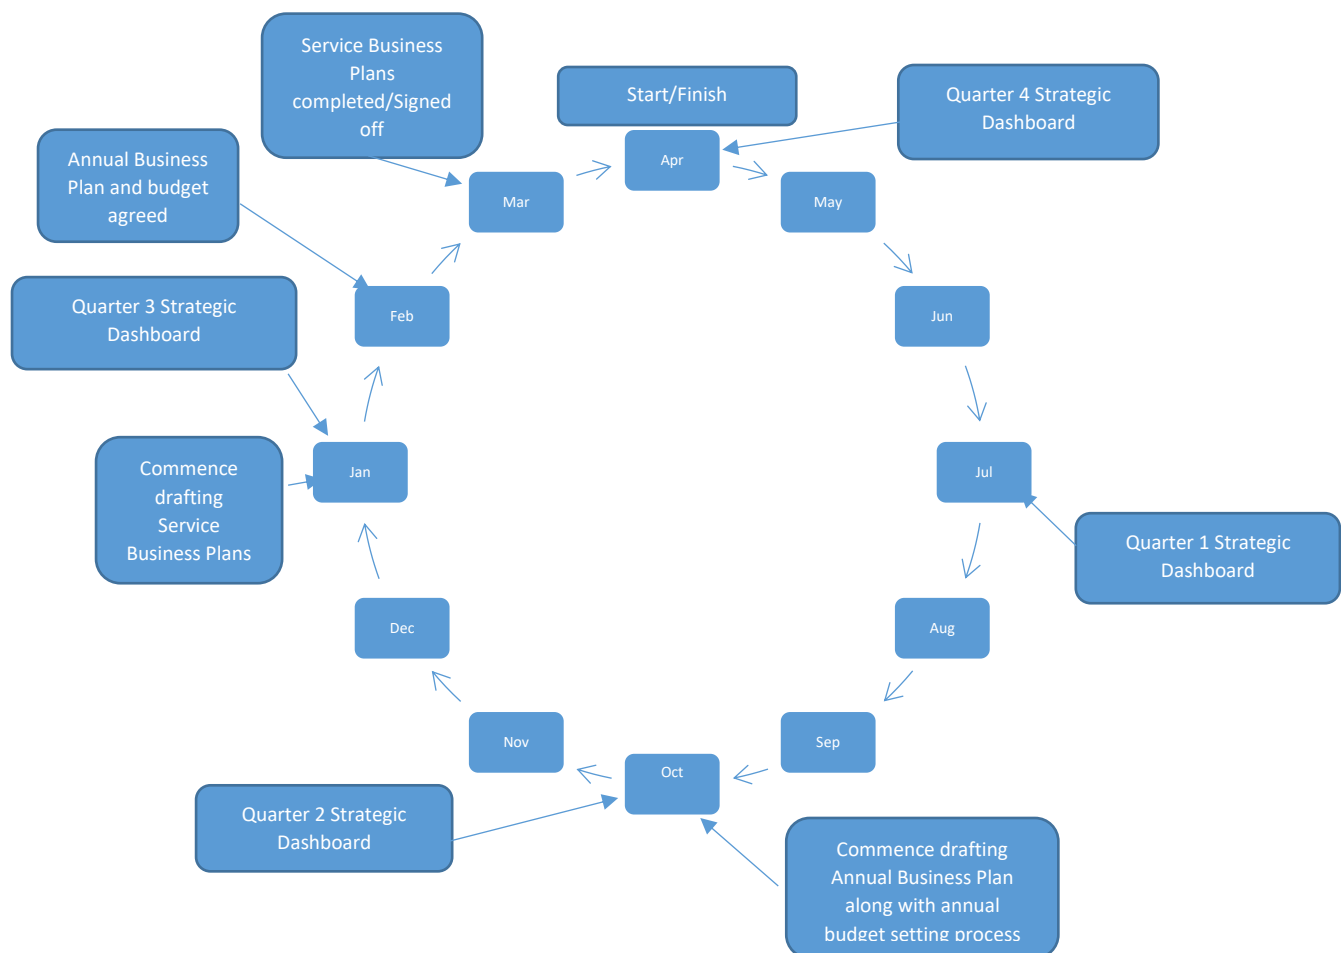 Service Business
Plans
completed/Signed
off
Start/Finish
Quarter 4 Strategic
Dashboard
Annual Business
Plan and budget
agreed
Apr
Mar
May
Quarter 3 Strategic
Dashboard
Feb
Jun
Commence
drafting
Service
Business Plans
Jan
Jul
Quarter 1 Strategic
Dashboard
Dec
Aug
Nov
Sep
Oct
Quarter 2 Strategic
Dashboard
Commence drafting
Annual Business Plan
along with annual
budget setting process